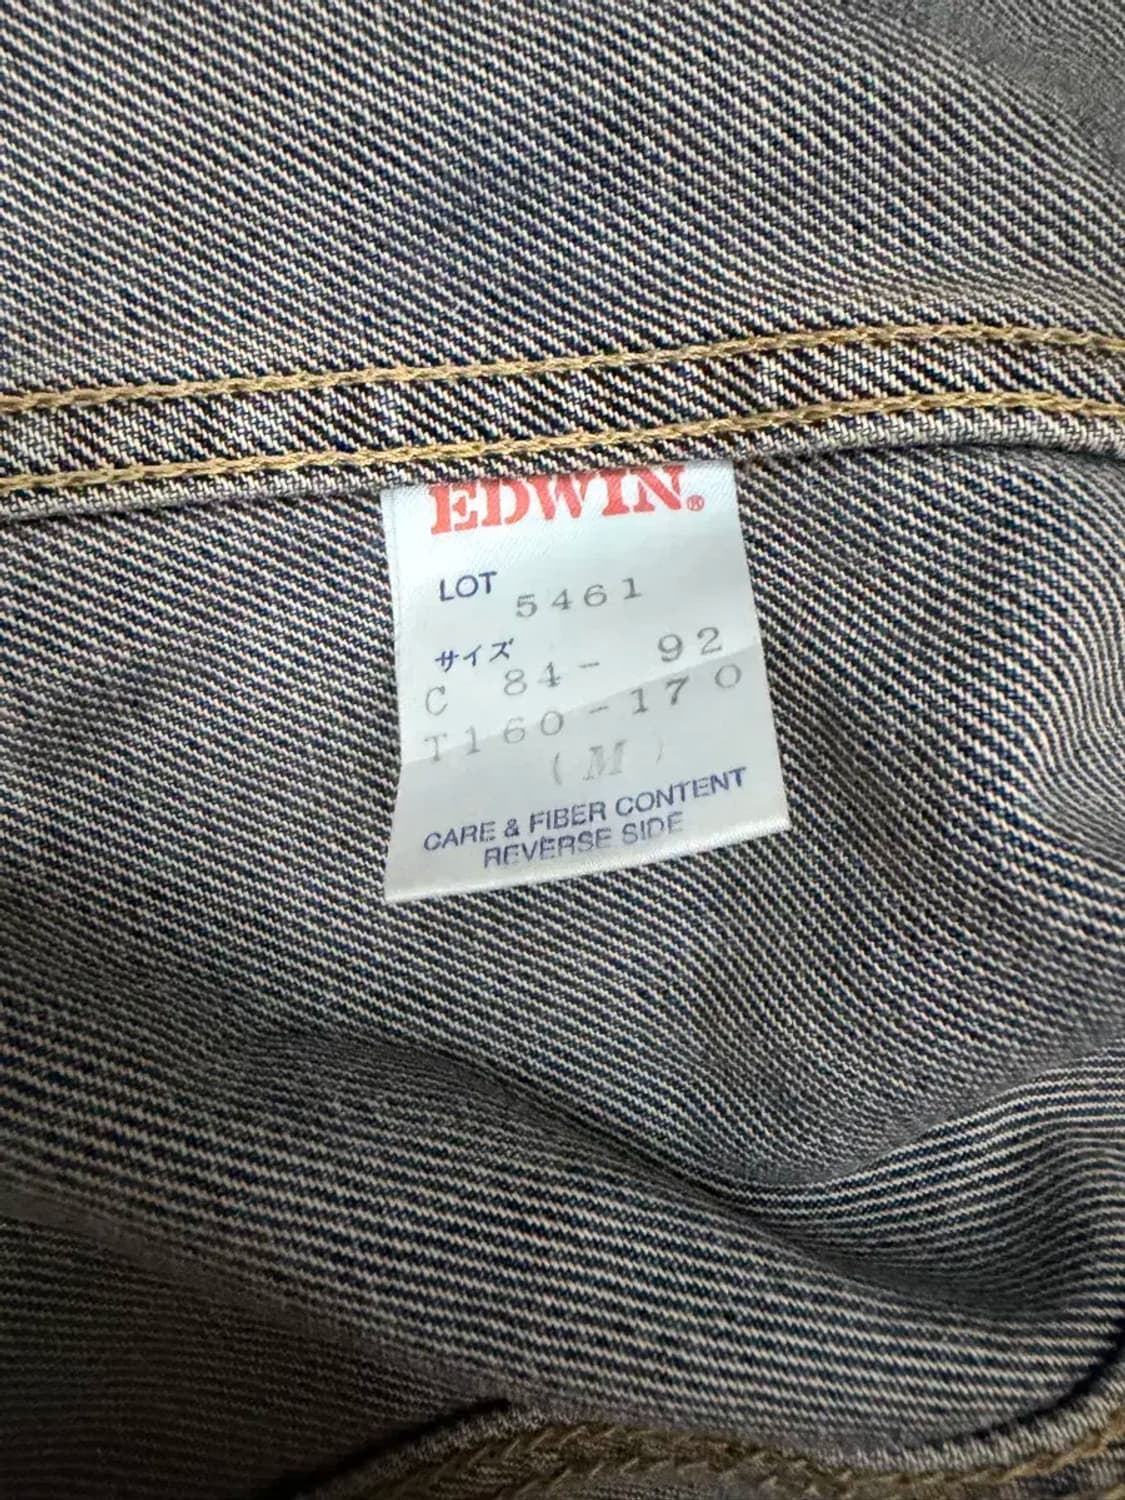 EDWIN®
LOT 5461
サイズ
C 84- 92
T160-170
(M)
CARE & FIBER CONTENT
REVERSE SIDE